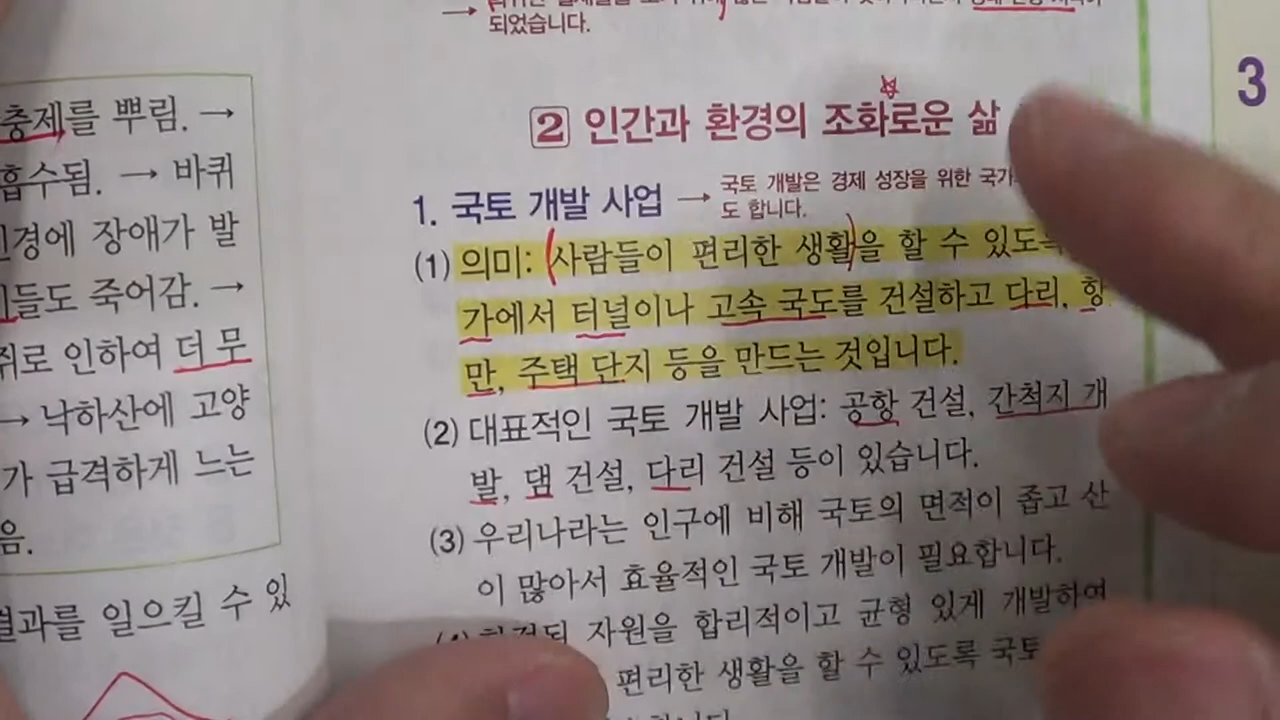 되었습니다.
충제를 뿌림. →
흡수됨. → 바퀴
신경에 장애가 발
들도 죽어감. →
쥐로 인하여 더 무
→ 낙하산에 고양
가 급격하게 느는
음.
결과를 일으킬 수 있
3
2 인간과 환경의 조화로운 삶
1. 국토 개발 사업 → 국토 개발은 경제 성장을 위한 국가
도 합니다.
(1) 의미: 사람들이 편리한 생활을 할 수 있도록
가에서 터널이나 고속 국도를 건설하고 다리, 항
만, 주택 단지 등을 만드는 것입니다.
(2) 대표적인 국토 개발 사업: 공항 건설, 간척지 개
발, 댐 건설, 다리 건설 등이 있습니다.
(3) 우리나라는 인구에 비해 국토의 면적이 좁고 산
이 많아서 효율적인 국토 개발이 필요합니다.
(4) 한정된 자원을 합리적이고 균형 있게 개발하여
편리한 생활을 할 수 있도록 국토